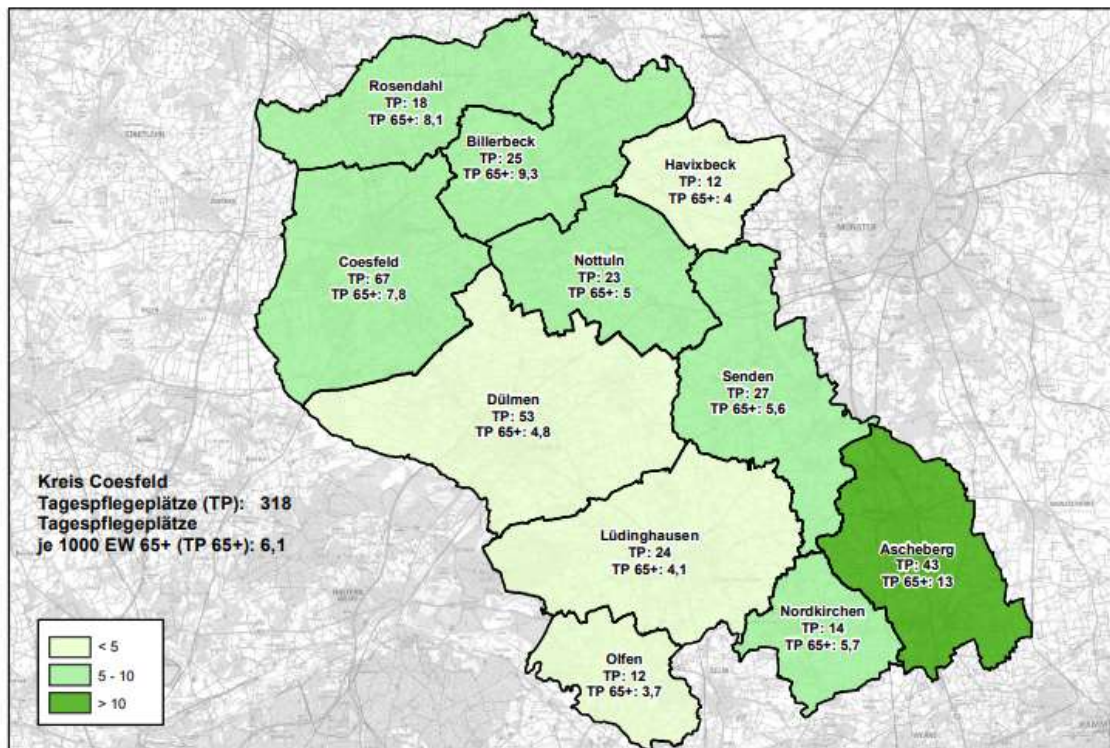 Rosendahl
TP: 18
TP 65+: 8,1
Billerbeck
TP: 25
TP 65+: 9,3
Havixbeck
TP: 12
TP 65+: 4
MÜNSTER
Coesfeld
TP: 67
TP 65+: 7,8
Nottuln
TP: 23
TP 65+: 5
Senden
TP: 27
TP 65+: 5,6
Dülmen
TP: 53
TP 65+: 4,8
Kreis Coesfeld
Tagespflegeplätze (TP): 318
Tagespflegeplätze
je 1000 EW 65+ (TP 65+): 6,1
Lüdinghausen
TP: 24
TP 65+: 4,1
Ascheberg
TP: 43
TP 65+: 13
Nordkirchen
TP: 14
TP 65+: 5,7
Olfen
TP: 12
TP 65+: 3,7
< 5
5 - 10
> 10